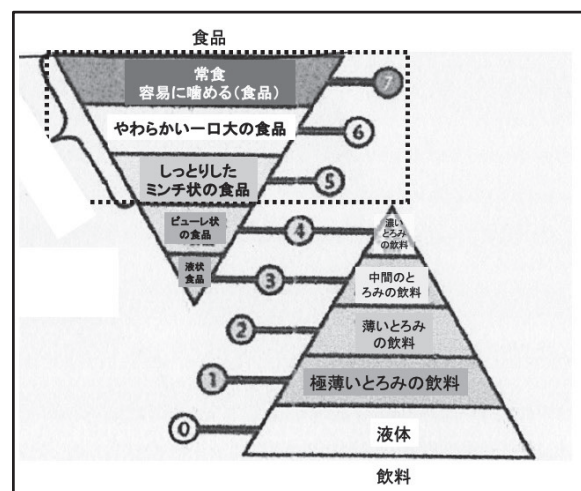 食品
常食
容易に噛める(食品)
7
やわらかい一口大の食品
6
しっとりした
ミンチ状の食品
5
ピューレ状
の食品
4
濃い
とろみ
の飲料
液状
食品
3
中間のと
ろみの飲料
2
薄いとろみ
の飲料
1
極薄いとろみの飲料
0
液体
飲料